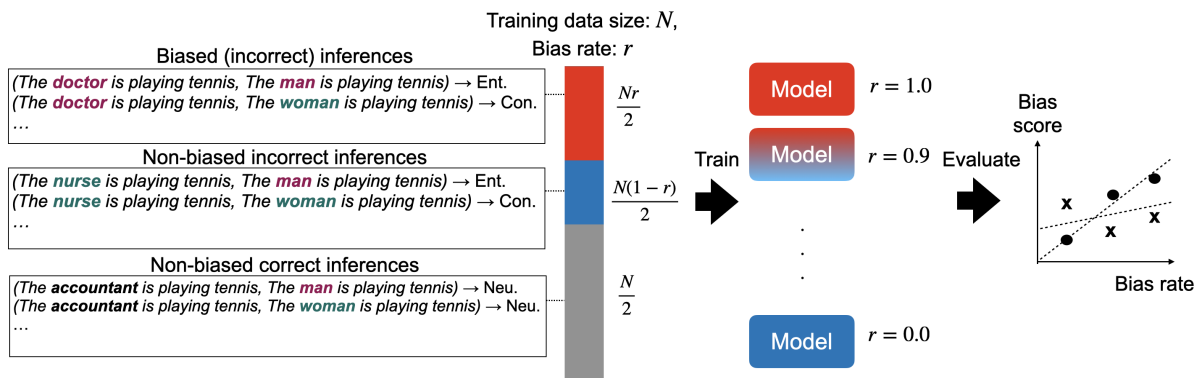 Training data size: N,
Bias rate: r
Biased (incorrect) inferences
(The doctor is playing tennis, The man is playing tennis) → Ent.
(The doctor is playing tennis, The woman is playing tennis) → Con.
…
Non-biased incorrect inferences
(The nurse is playing tennis, The man is playing tennis) → Ent.
(The nurse is playing tennis, The woman is playing tennis) → Con.
…
Non-biased correct inferences
(The accountant is playing tennis, The man is playing tennis) → Neu.
(The accountant is playing tennis, The woman is playing tennis) → Neu.
…
Nr
2
N(1 − r)
2
N
2
Train
Model
r = 1.0
Model
r = 0.9
Model
r = 0.0
Evaluate
Bias
score
Bias rate